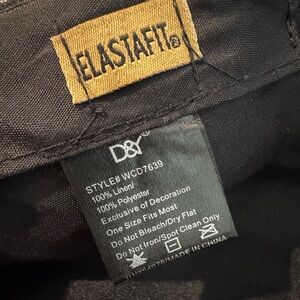 ELASTAFIT®
D&Y®
STYLE# WCD7639
100% Linen/
100% Polyester
Exclusive of Decoration
One Size Fits Most
Do Not Bleach/Dry Flat
Do Not Iron/Spot Clean Only
MADE IN CHINA